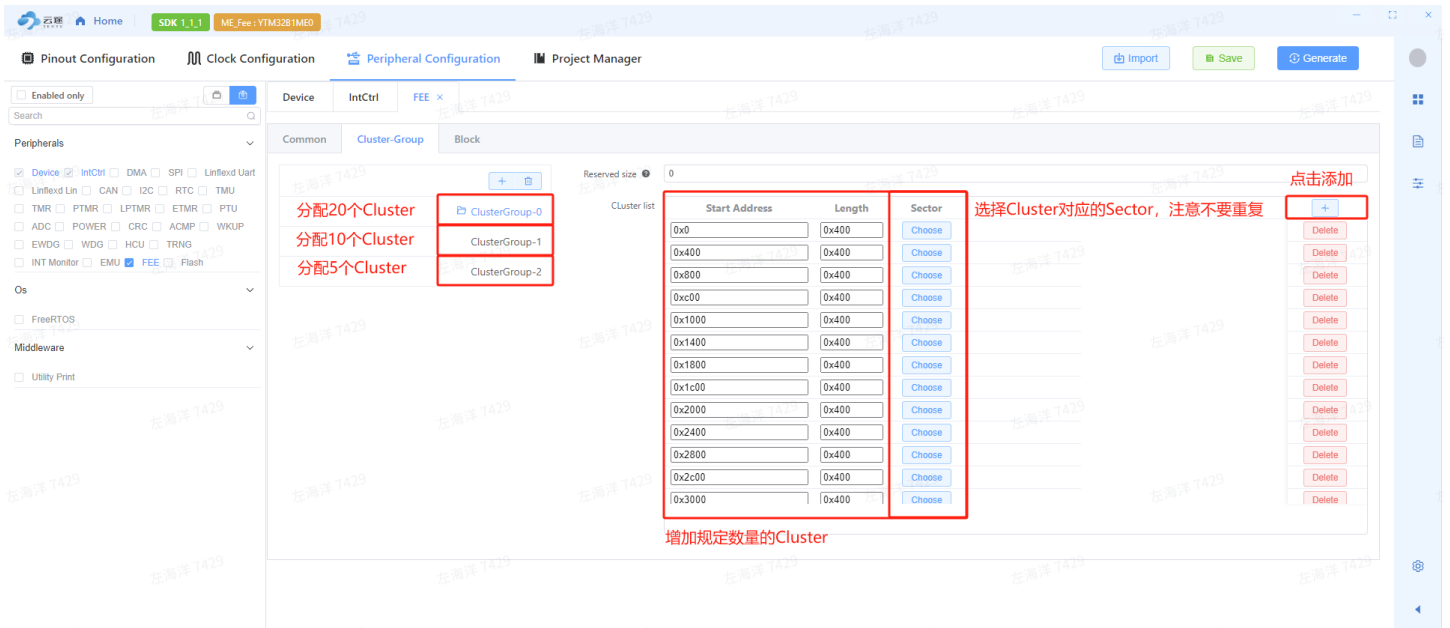 云途 Home SDK 1_1_1 ME_Fee : YTM32B1ME0
Pinout Configuration Clock Configuration Peripheral Configuration Project Manager Import Save Generate
Enabled only
Device IntCtrl FEE ×
Search
Common Cluster-Group Block
Peripherals
Reserved size 0
点击添加
Device IntCtrl DMA SPI Linflexd Uart
Linflexd Lin CAN I2C RTC TMU
TMR PTMR LPTMR ETMR PTU
ADC POWER CRC ACMP WKUP
EWDG WDG HCU TRNG
INT Monitor EMU FEE Flash
Os
FreeRTOS
Middleware
Utility Print
分配20个Cluster ClusterGroup-0
分配10个Cluster ClusterGroup-1
分配5个Cluster ClusterGroup-2
CLuster list Start Address Length Sector 选择Cluster对应的Sector，注意不要重复 +
0x0 0x400 Choose Delete
0x400 0x400 Choose Delete
0x800 0x400 Choose Delete
0xc00 0x400 Choose Delete
0x1000 0x400 Choose Delete
0x1400 0x400 Choose Delete
0x1800 0x400 Choose Delete
0x1c00 0x400 Choose Delete
0x2000 0x400 Choose Delete
0x2400 0x400 Choose Delete
0x2800 0x400 Choose Delete
0x2c00 0x400 Choose Delete
0x3000 0x400 Choose Delete
增加规定数量的Cluster
左海洋 7429